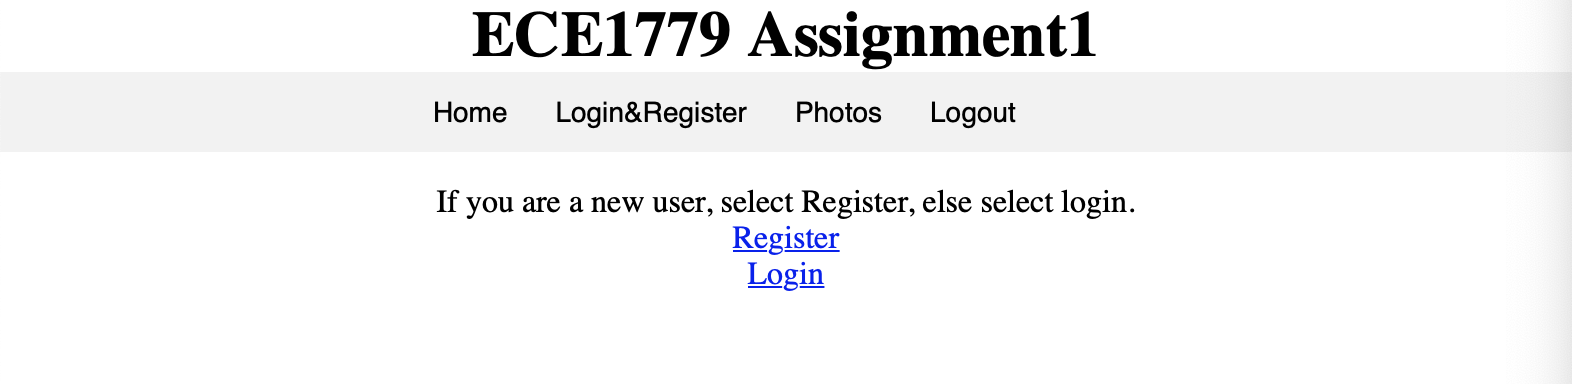 ECE1779 Assignment1
Home Login&Register Photos Logout
If you are a new user, select Register, else select login.
Register
Login